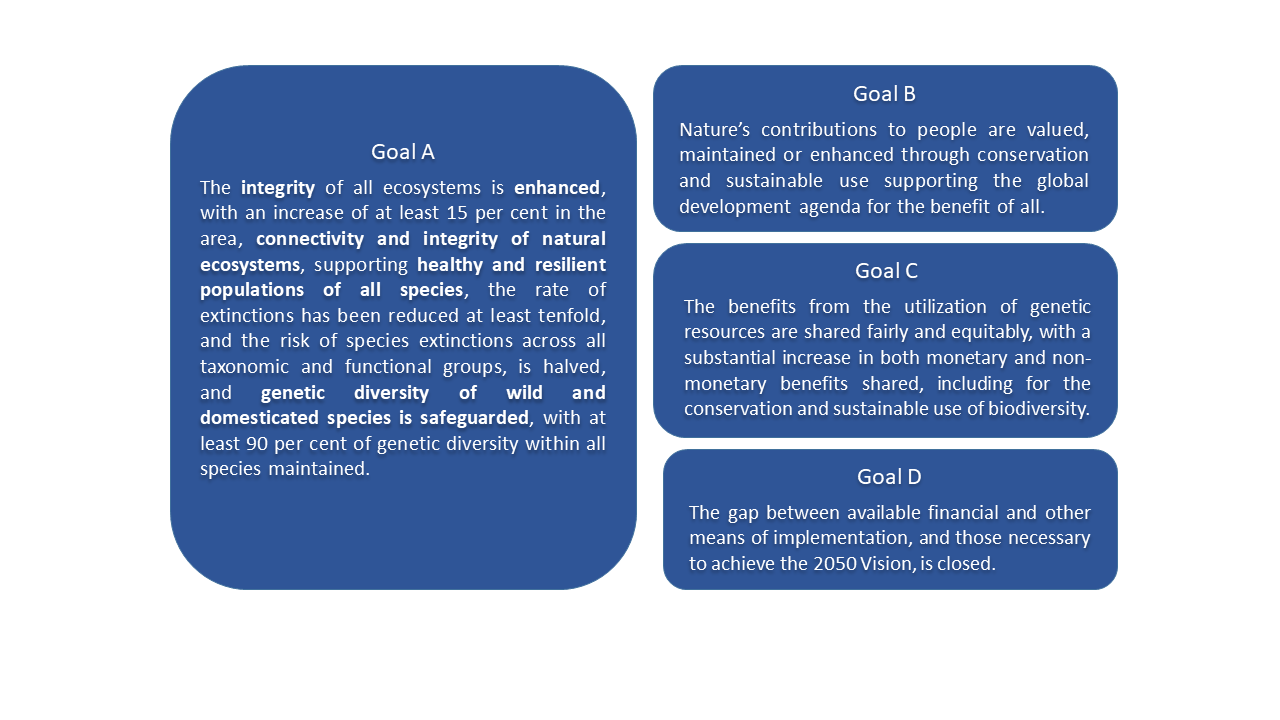 Goal A
The integrity of all ecosystems is enhanced,
with an increase of at least 15 per cent in the
area, connectivity and integrity of natural
ecosystems, supporting healthy and resilient
populations of all species, the rate of
extinctions has been reduced at least tenfold,
and the risk of species extinctions across all
taxonomic and functional groups, is halved,
and genetic diversity of wild and
domesticated species is safeguarded, with at
least 90 per cent of genetic diversity within all
species maintained.
Goal B
Nature’s contributions to people are valued,
maintained or enhanced through conservation
and sustainable use supporting the global
development agenda for the benefit of all.
Goal C
The benefits from the utilization of genetic
resources are shared fairly and equitably, with a
substantial increase in both monetary and non-
monetary benefits shared, including for the
conservation and sustainable use of biodiversity.
Goal D
The gap between available financial and other
means of implementation, and those necessary
to achieve the 2050 Vision, is closed.